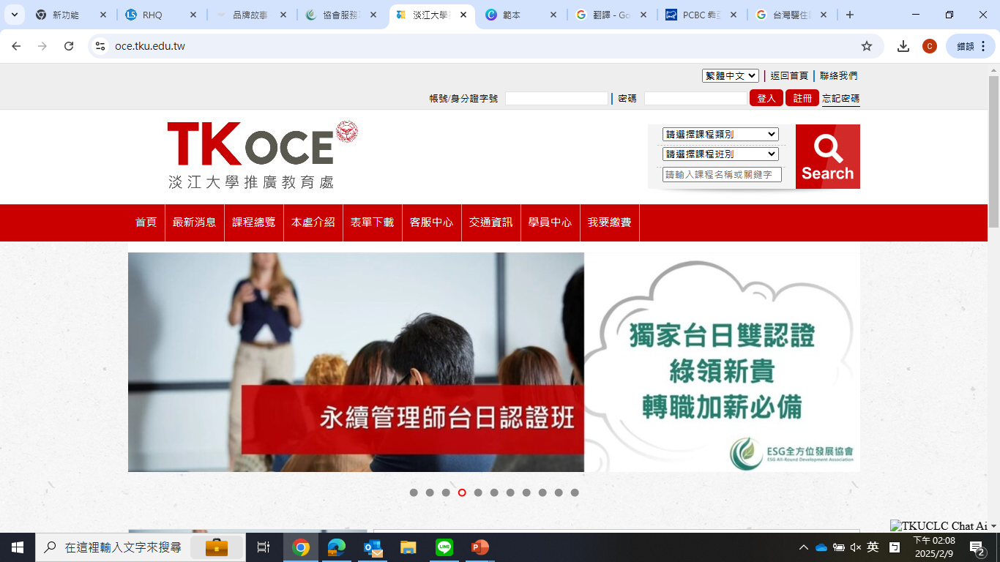 新功能
RHQ
品牌故事
協會服務
淡江大學
範本
翻譯 - Go
PCBC
台灣驪住
oce.tku.edu.tw
C
錯誤
繁體中文 | 返回首頁 | 聯絡我們
帳號/身分證字號 | 密碼 登入 註冊 忘記密碼
TKOCE
淡江大學推廣教育處
請選擇課程類別
請選擇課程班別
請輸入課程名稱或關鍵字
Search
首頁 最新消息 課程總覽 本處介紹 表單下載 客服中心 交通資訊 學員中心 我要繳費
永續管理師台日認證班
獨家台日雙認證
綠領新貴
轉職加薪必備
ESG全方位發展協會
ESG All-Round Development Association
TKUCLC Chat Ai
在這裡輸入文字來搜尋
英
下午 02:08
2025/2/9
2